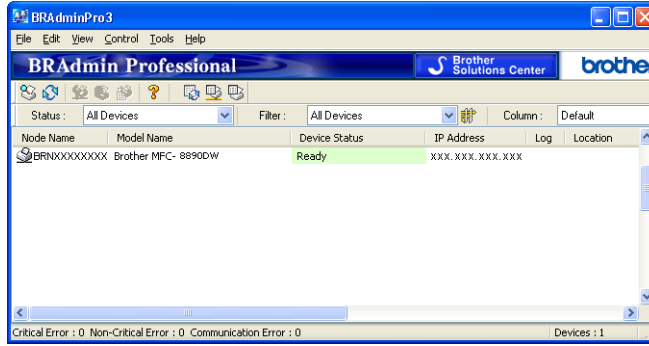 BRAdminPro3
File Edit View Control Tools Help
BRAdmin Professional Brother Solutions Center brothe
Status : All Devices Filter : All Devices Column : Default
Node Name Model Name Device Status IP Address Log Location
BRNXXXXXXX Brother MFC- 8890DW Ready XXX.XXX.XXX.XXX
Critical Error : 0 Non-Critical Error : 0 Communication Error : 0 Devices : 1